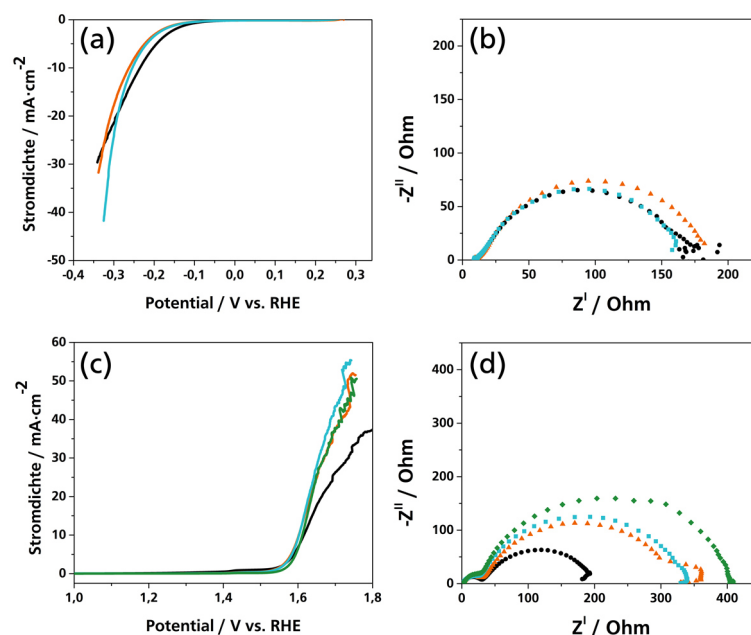 (a)
Stromdichte / mA·cm-2
0
-10
-20
-30
-40
-50
-0,4 -0,3 -0,2 -0,1 0,0 0,1 0,2 0,3
Potential / V vs. RHE
(b)
-ZII / Ohm
225
200
150
100
50
0
0 50 100 150 200
ZI / Ohm
(c)
Stromdichte / mA·cm-2
60
50
40
30
20
10
0
1,0 1,2 1,4 1,6 1,8
Potential / V vs. RHE
(d)
-ZII / Ohm
450
400
300
200
100
0
0 100 200 300 400
ZI / Ohm